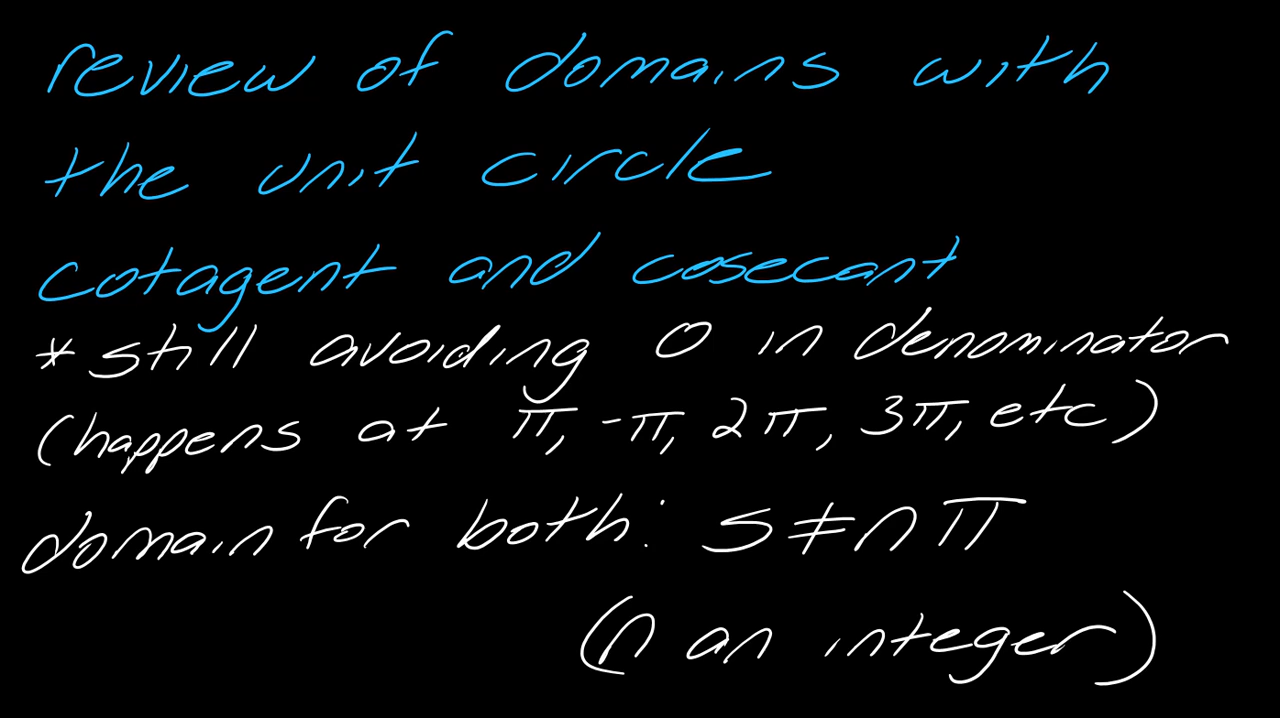 review of domains with
the unit circle
cotagent and cosecant
*still avoiding 0 in denominator
(happens at π, -π, 2π, 3π, etc)
domain for both: s≠nπ
(n an integer)